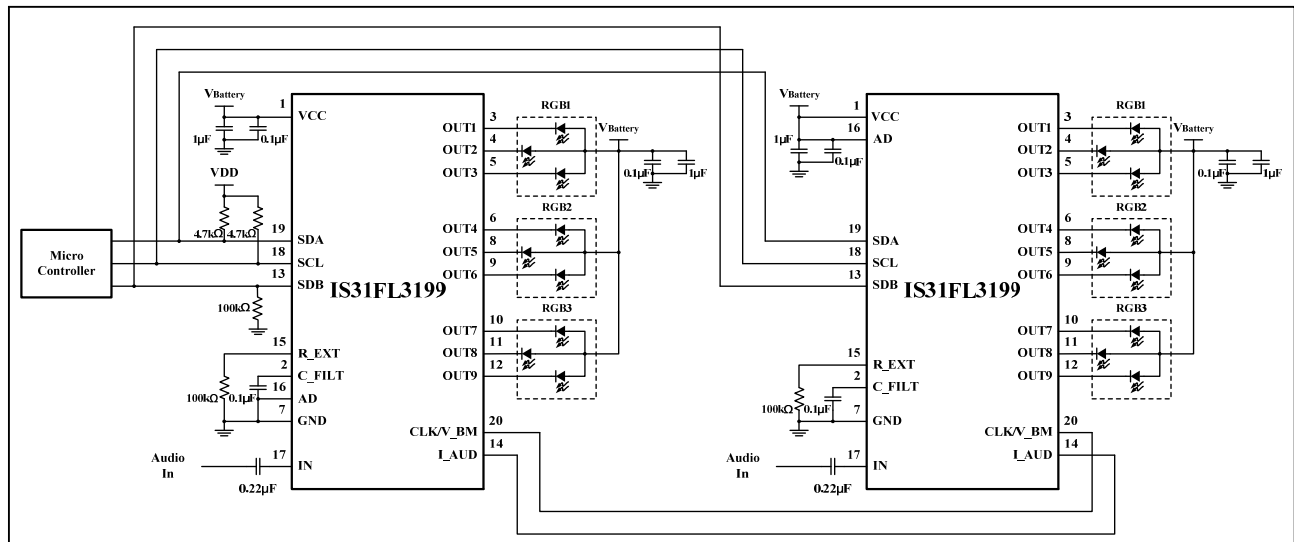 VBattery
1μF
0.1μF
VDD
4.7kΩ
4.7kΩ
Micro
Controller
100kΩ
100kΩ
0.1μF
Audio
In
0.22μF
1
VCC
19
SDA
18
SCL
13
SDB
IS31FL3199
15
R_EXT
2
C_FILT
16
AD
7
GND
17
IN
OUT1
3
OUT2
4
OUT3
5
OUT4
6
OUT5
8
OUT6
9
OUT7
10
OUT8
11
OUT9
12
CLK/V_BM
20
I_AUD
14
RGB1
VBattery
0.1μF
1μF
RGB2
RGB3
VBattery
1μF
0.1μF
1
VCC
16
AD
19
SDA
18
SCL
13
SDB
IS31FL3199
15
R_EXT
2
C_FILT
7
GND
100kΩ
0.1μF
Audio
In
0.22μF
17
IN
OUT1
3
OUT2
4
OUT3
5
OUT4
6
OUT5
8
OUT6
9
OUT7
10
OUT8
11
OUT9
12
CLK/V_BM
20
I_AUD
14
RGB1
VBattery
0.1μF
1μF
RGB2
RGB3